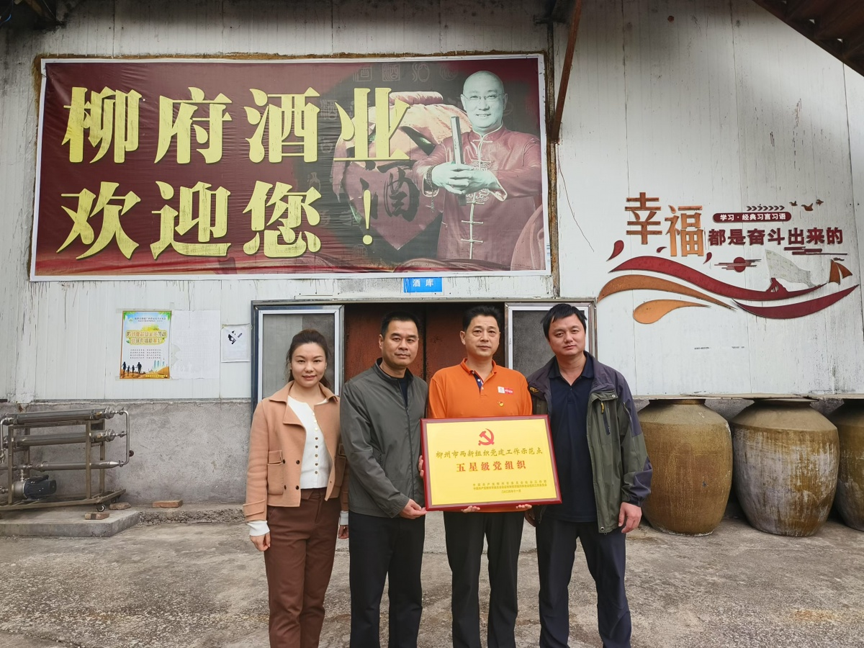 柳府酒业
欢迎您！
幸福
学习·经典习言习语
都是奋斗出来的
酒库
柳州市两新组织党建工作示范点
五星级党组织